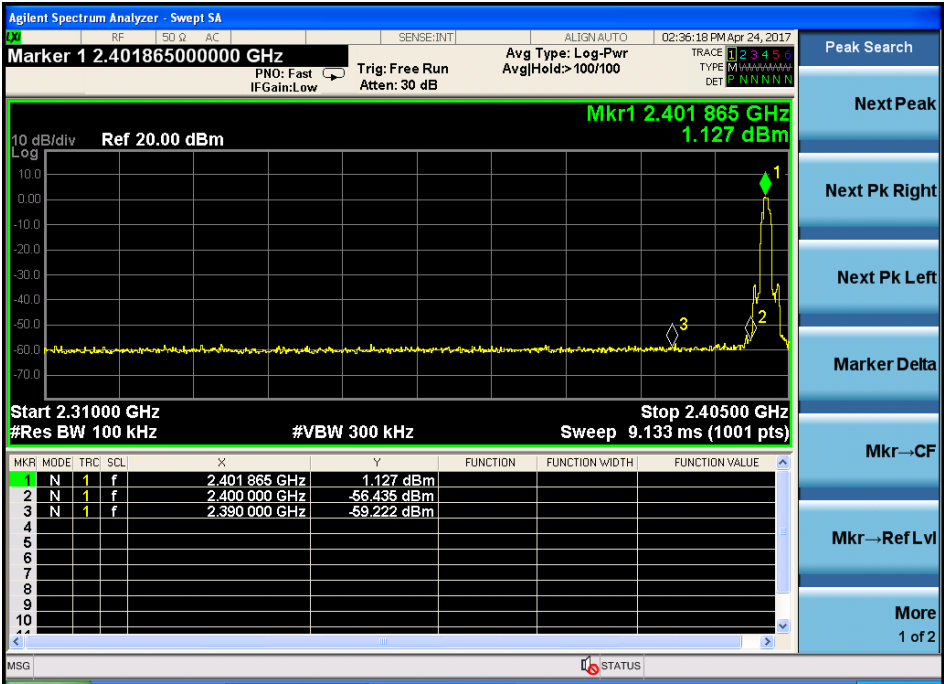 Agilent Spectrum Analyzer - Swept SA
LXI RF 50 Ω AC SENSE:INT ALIGN AUTO 02:36:18 PM Apr 24, 2017
Marker 1 2.401865000000 GHz
PNO: Fast
IFGain:Low
Trig: Free Run
Atten: 30 dB
Avg Type: Log-Pwr
Avg|Hold:>100/100
TRACE 1 2 3 4 5 6
TYPE M WWWWW
DET P N N N N N
Peak Search
Next Peak
Next Pk Right
Next Pk Left
Marker Delta
Mkr→CF
Mkr→Ref Lvl
More
1 of 2
Mkr1 2.401 865 GHz
1.127 dBm
10 dB/div Ref 20.00 dBm
Log
10.0
0.00
-10.0
-20.0
-30.0
-40.0
-50.0
-60.0
-70.0
1
2
3
Start 2.31000 GHz Stop 2.40500 GHz
#Res BW 100 kHz #VBW 300 kHz Sweep 9.133 ms (1001 pts)
MKR MODE TRC SCL X Y FUNCTION FUNCTION WIDTH FUNCTION VALUE
1 N 1 f 2.401 865 GHz 1.127 dBm
2 N 1 f 2.400 000 GHz -56.435 dBm
3 N 1 f 2.390 000 GHz -59.222 dBm
4
5
6
7
8
9
10
11
MSG STATUS